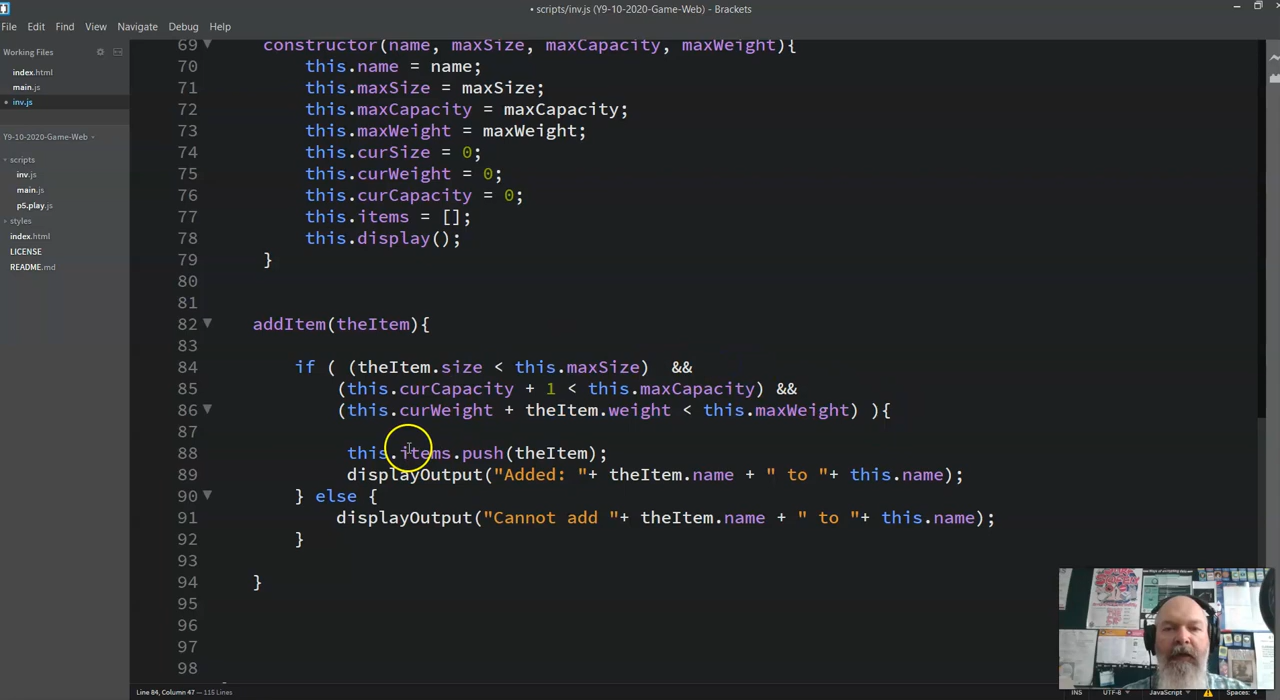 • scripts/inv.js (Y9-10-2020-Game-Web) - Brackets
File Edit Find View Navigate Debug Help
Working Files
index.html
main.js
• inv.js
Y9-10-2020-Game-Web
scripts
inv.js
main.js
p5.play.js
styles
index.html
LICENSE
README.md
69 constructor(name, maxSize, maxCapacity, maxWeight){
70 this.name = name;
71 this.maxSize = maxSize;
72 this.maxCapacity = maxCapacity;
73 this.maxWeight = maxWeight;
74 this.curSize = 0;
75 this.curWeight = 0;
76 this.curCapacity = 0;
77 this.items = [];
78 this.display();
79 }
80
81
82 addItem(theItem){
83
84 if ( (theItem.size < this.maxSize) &&
85 (this.curCapacity + 1 < this.maxCapacity) &&
86 (this.curWeight + theItem.weight < this.maxWeight) ){
87
88 this.items.push(theItem);
89 displayOutput("Added: "+ theItem.name + " to "+ this.name);
90 } else {
91 displayOutput("Cannot add "+ theItem.name + " to "+ this.name);
92 }
93
94 }
95
96
97
98
Line 84, Column 47 — 115 Lines
INS UTF-8 JavaScript Spaces: 4